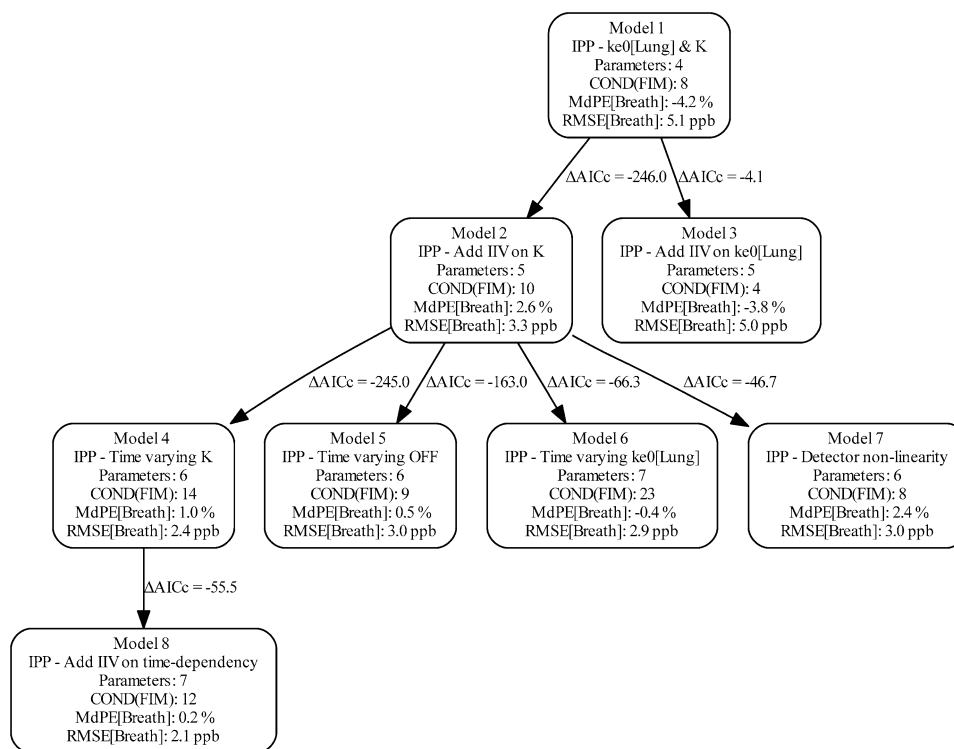 Model 1
IPP - ke0[Lung] & K
Parameters: 4
COND(FIM): 8
MdPE[Breath]: -4.2 %
RMSE[Breath]: 5.1 ppb
ΔAICc = -246.0
ΔAICc = -4.1
Model 2
IPP - Add IIV on K
Parameters: 5
COND(FIM): 10
MdPE[Breath]: 2.6 %
RMSE[Breath]: 3.3 ppb
Model 3
IPP - Add IIV on ke0[Lung]
Parameters: 5
COND(FIM): 4
MdPE[Breath]: -3.8 %
RMSE[Breath]: 5.0 ppb
ΔAICc = -245.0
ΔAICc = -163.0
ΔAICc = -66.3
ΔAICc = -46.7
Model 4
IPP - Time varying K
Parameters: 6
COND(FIM): 14
MdPE[Breath]: 1.0 %
RMSE[Breath]: 2.4 ppb
Model 5
IPP - Time varying OFF
Parameters: 6
COND(FIM): 9
MdPE[Breath]: 0.5 %
RMSE[Breath]: 3.0 ppb
Model 6
IPP - Time varying ke0[Lung]
Parameters: 7
COND(FIM): 23
MdPE[Breath]: -0.4 %
RMSE[Breath]: 2.9 ppb
Model 7
IPP - Detector non-linearity
Parameters: 6
COND(FIM): 8
MdPE[Breath]: 2.4 %
RMSE[Breath]: 3.0 ppb
ΔAICc = -55.5
Model 8
IPP - Add IIV on time-dependency
Parameters: 7
COND(FIM): 12
MdPE[Breath]: 0.2 %
RMSE[Breath]: 2.1 ppb